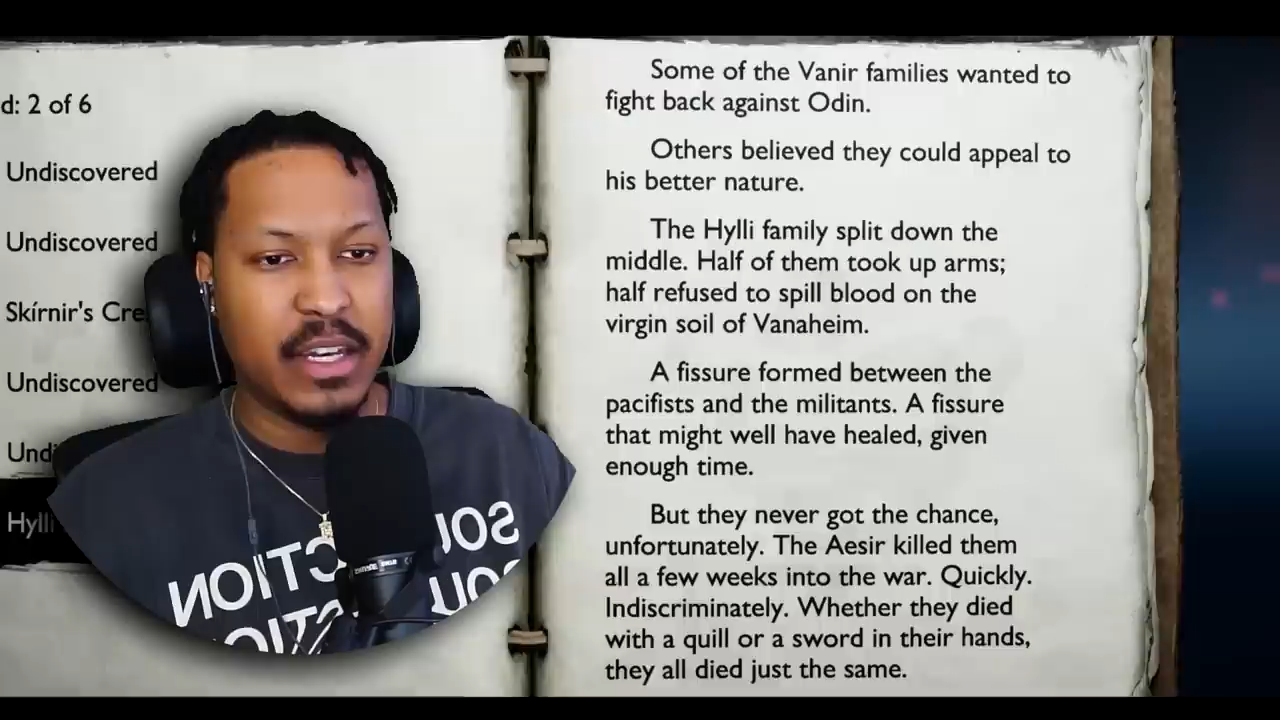 d: 2 of 6
Undiscovered
Undiscovered
Skírnir's
Undiscovered
Hylli
Some of the Vanir families wanted to
fight back against Odin.
Others believed they could appeal to
his better nature.
The Hylli family split down the
middle. Half of them took up arms;
half refused to spill blood on the
virgin soil of Vanaheim.
A fissure formed between the
pacifists and the militants. A fissure
that might well have healed, given
enough time.
But they never got the chance,
unfortunately. The Aesir killed them
all a few weeks into the war. Quickly.
Indiscriminately. Whether they died
with a quill or a sword in their hands,
they all died just the same.